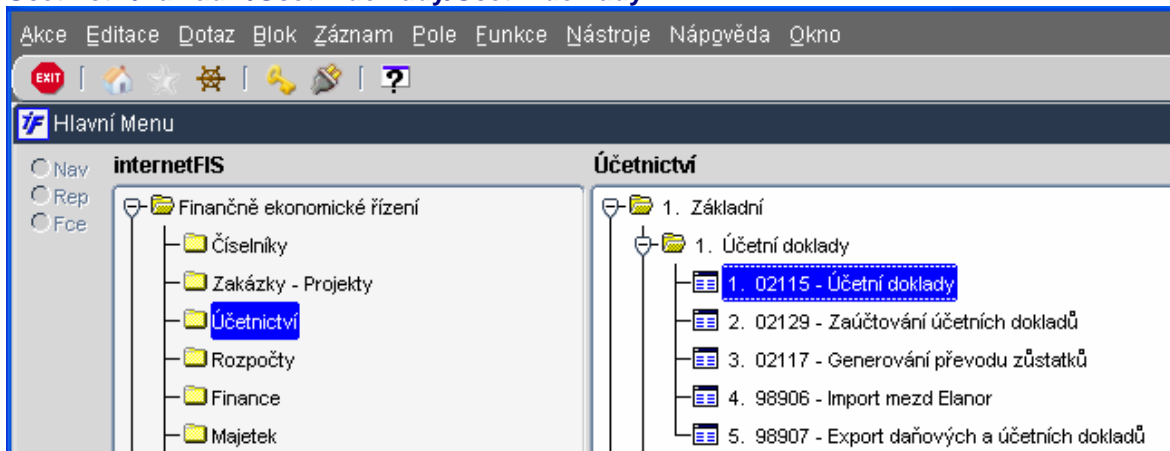 Akce Editace Dotaz Blok Záznam Pole Funkce Nástroje Nápověda Okno
EXIT
Hlavní Menu
Nav
Rep
Fce
internetFIS
Finančně ekonomické řízení
Číselníky
Zakázky - Projekty
Účetnictví
Rozpočty
Finance
Majetek
Účetnictví
1. Základní
1. Účetní doklady
1. 02115 - Účetní doklady
2. 02129 - Zaúčtování účetních dokladů
3. 02117 - Generování převodu zůstatků
4. 98906 - Import mezd Elanor
5. 98907 - Export daňových a účetních dokladů